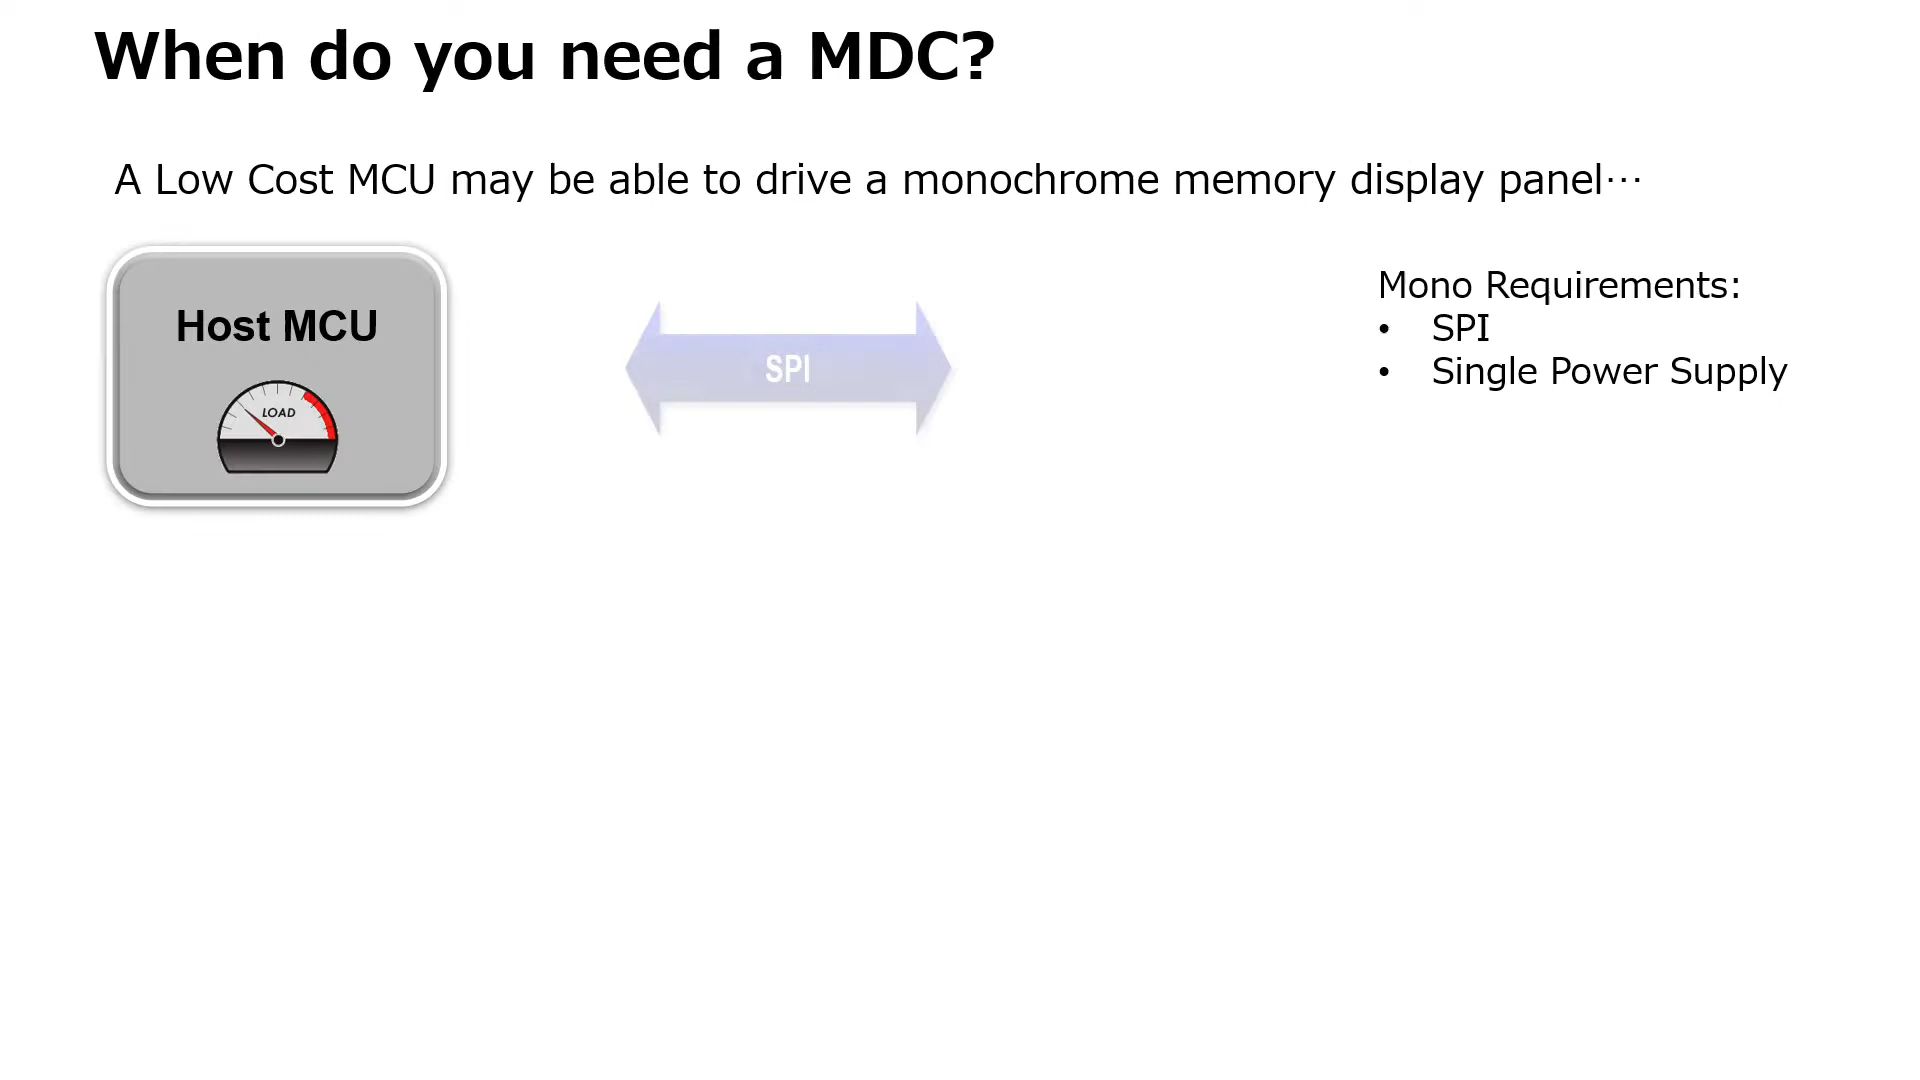 When do you need a MDC?
A Low Cost MCU may be able to drive a monochrome memory display panel…
Host MCU
LOAD
SPI
Mono Requirements:
• SPI
• Single Power Supply